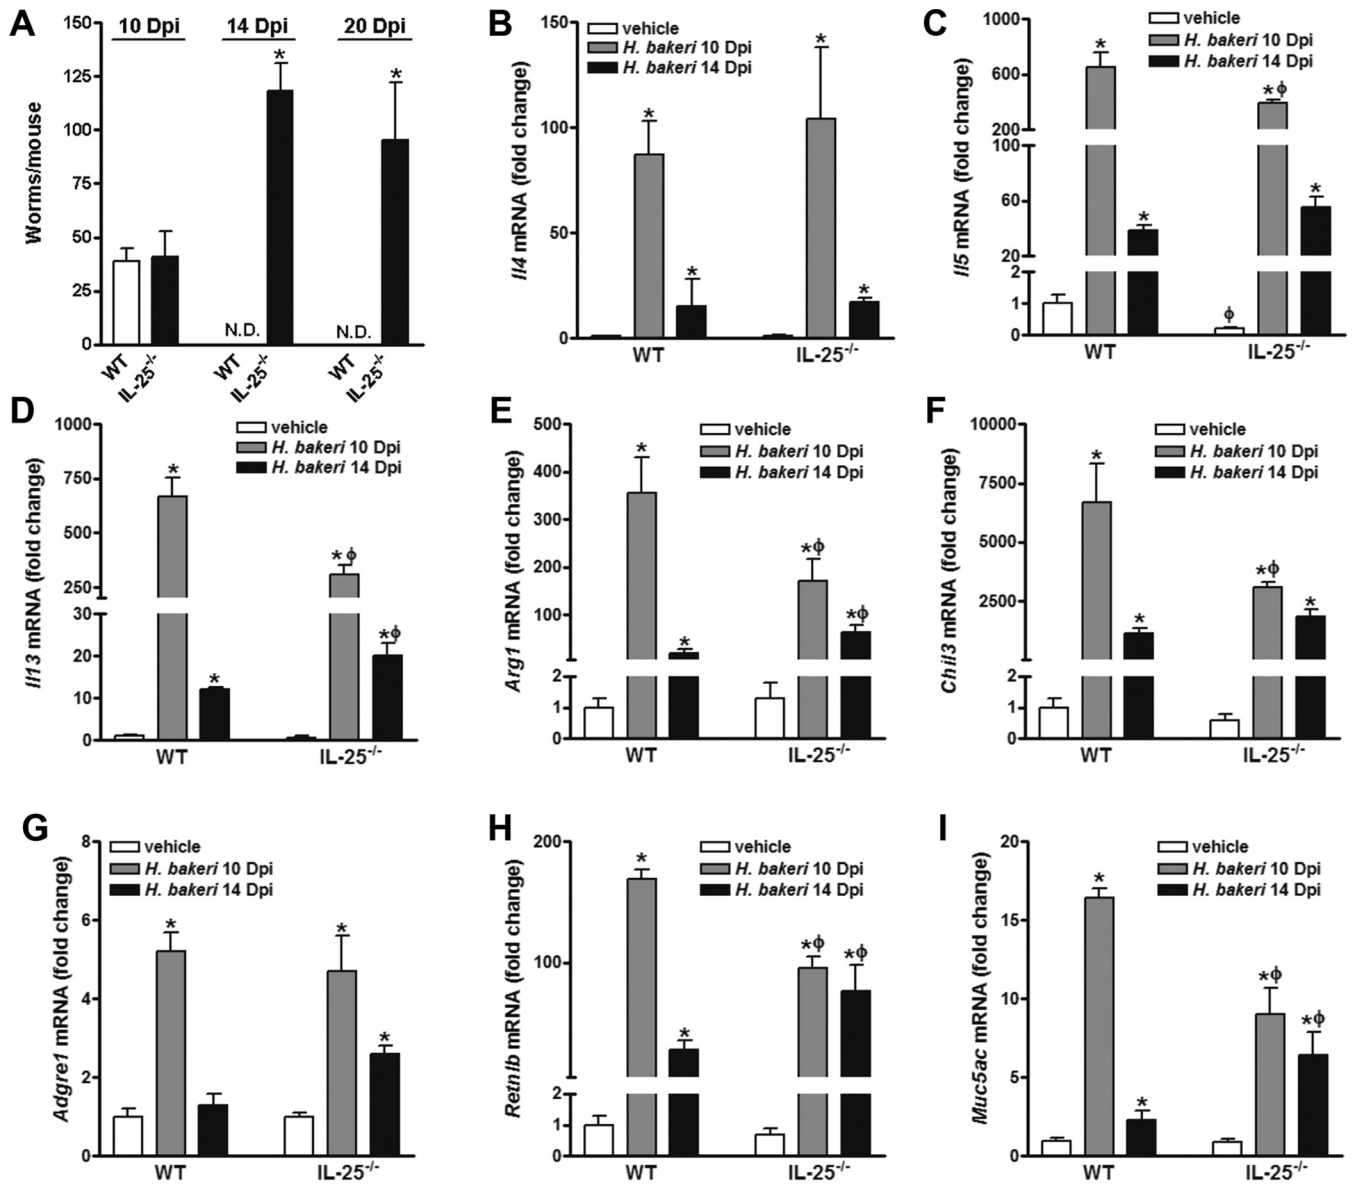 A
10 Dpi 14 Dpi 20 Dpi
Worms/mouse
150
125
100
75
50
25
0
*
*
N.D.
N.D.
WT IL-25-/- WT IL-25-/- WT IL-25-/-
B
vehicle
H. bakeri 10 Dpi
H. bakeri 14 Dpi
Il4 mRNA (fold change)
150
100
50
0
* * * *
WT IL-25-/-
C
vehicle
H. bakeri 10 Dpi
H. bakeri 14 Dpi
Il5 mRNA (fold change)
1000
600
200
100
60
20
2
1
0
* * ϕ *ϕ *
WT IL-25-/-
D
vehicle
H. bakeri 10 Dpi
H. bakeri 14 Dpi
Il13 mRNA (fold change)
1000
750
500
250
30
20
10
0
* * *ϕ *ϕ
WT IL-25-/-
E
vehicle
H. bakeri 10 Dpi
H. bakeri 14 Dpi
Arg1 mRNA (fold change)
500
400
300
200
100
2
1
0
* * *ϕ *ϕ
WT IL-25-/-
F
vehicle
H. bakeri 10 Dpi
H. bakeri 14 Dpi
Chil3 mRNA (fold change)
10000
7500
5000
2500
2
1
0
* * *ϕ *
WT IL-25-/-
G
vehicle
H. bakeri 10 Dpi
H. bakeri 14 Dpi
Adgre1 mRNA (fold change)
8
6
4
2
0
* * *
WT IL-25-/-
H
vehicle
H. bakeri 10 Dpi
H. bakeri 14 Dpi
Retnlb mRNA (fold change)
200
100
2
1
0
* * *ϕ *ϕ
WT IL-25-/-
I
vehicle
H. bakeri 10 Dpi
H. bakeri 14 Dpi
Muc5ac mRNA (fold change)
20
15
10
5
0
* * *ϕ *ϕ
WT IL-25-/-